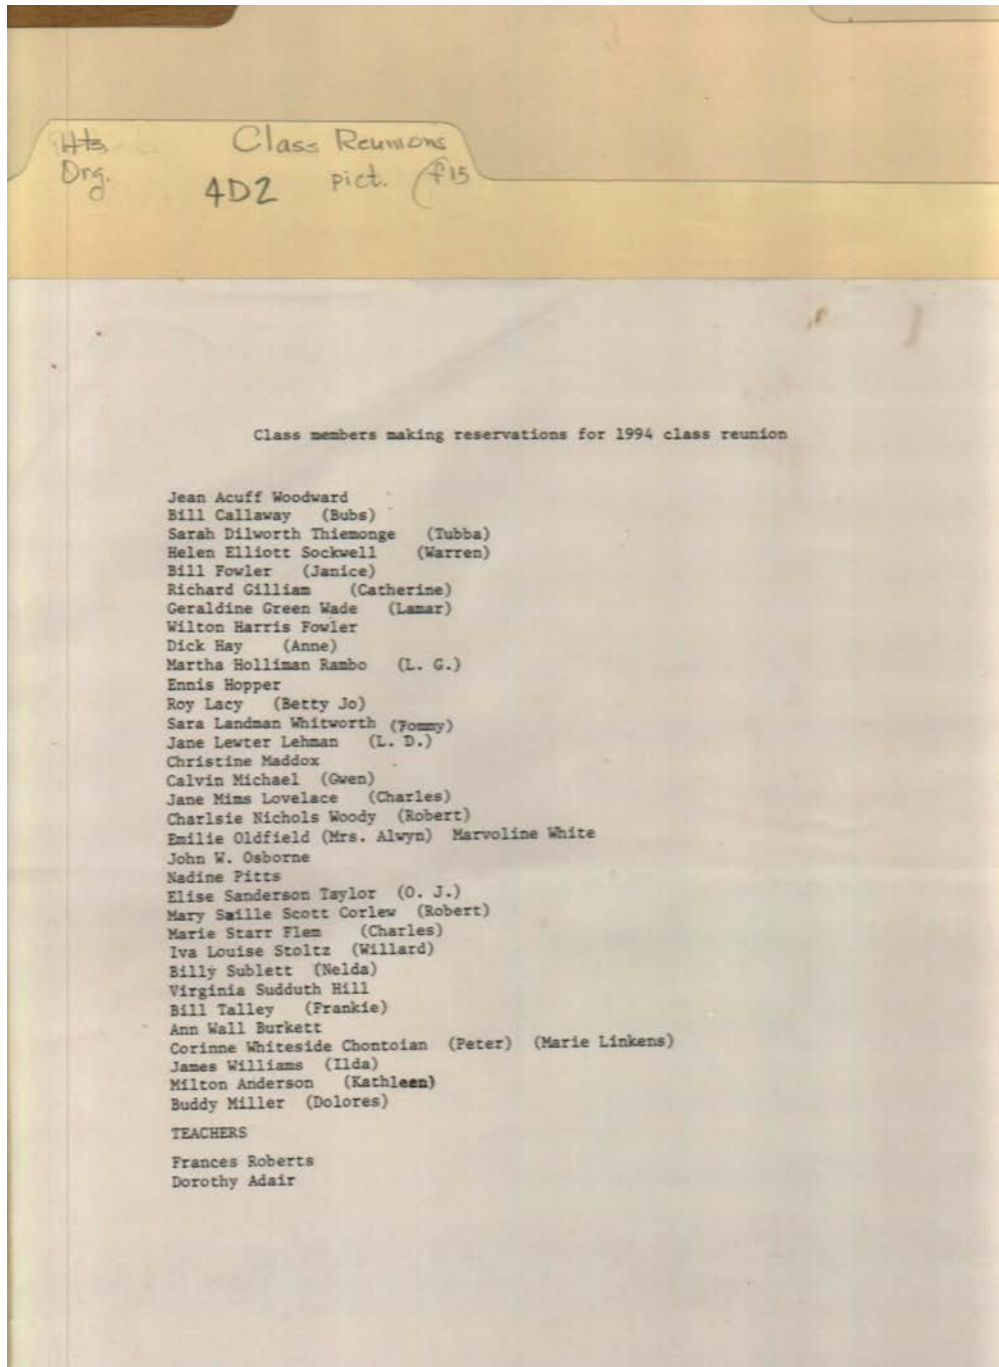 Hts. Class Reunions
Org. 4D2 pict. f15
Class members making reservations for 1994 class reunion
Jean Acuff Woodward
Bill Callaway (Bubs)
Sarah Dilworth Thiemonge (Tubba)
Helen Elliott Sockwell (Warren)
Bill Fowler (Janice)
Richard Gilliam (Catherine)
Geraldine Green Wade (Lamar)
Wilton Harris Fowler
Dick Hay (Anne)
Martha Holliman Rambo (L. G.)
Ennis Hopper
Roy Lacy (Betty Jo)
Sara Landman Whitworth (Fommy)
Jane Lewter Lehman (L. D.)
Christine Maddox
Calvin Michael (Gwen)
Jane Mims Lovelace (Charles)
Charlsie Nichols Woody (Robert)
Emilie Oldfield (Mrs. Alwyn) Marvoline White
John W. Osborne
Nadine Pitts
Elise Sanderson Taylor (O. J.)
Mary Saille Scott Corlew (Robert)
Marie Starr Flem (Charles)
Iva Louise Stoltz (Willard)
Billy Sublett (Nelda)
Virginia Sudduth Hill
Bill Talley (Frankie)
Ann Wall Burkett
Corinne Whiteside Chontoian (Peter) (Marie Linkens)
James Williams (Ilda)
Milton Anderson (Kathleen)
Buddy Miller (Dolores)
TEACHERS
Frances Roberts
Dorothy Adair